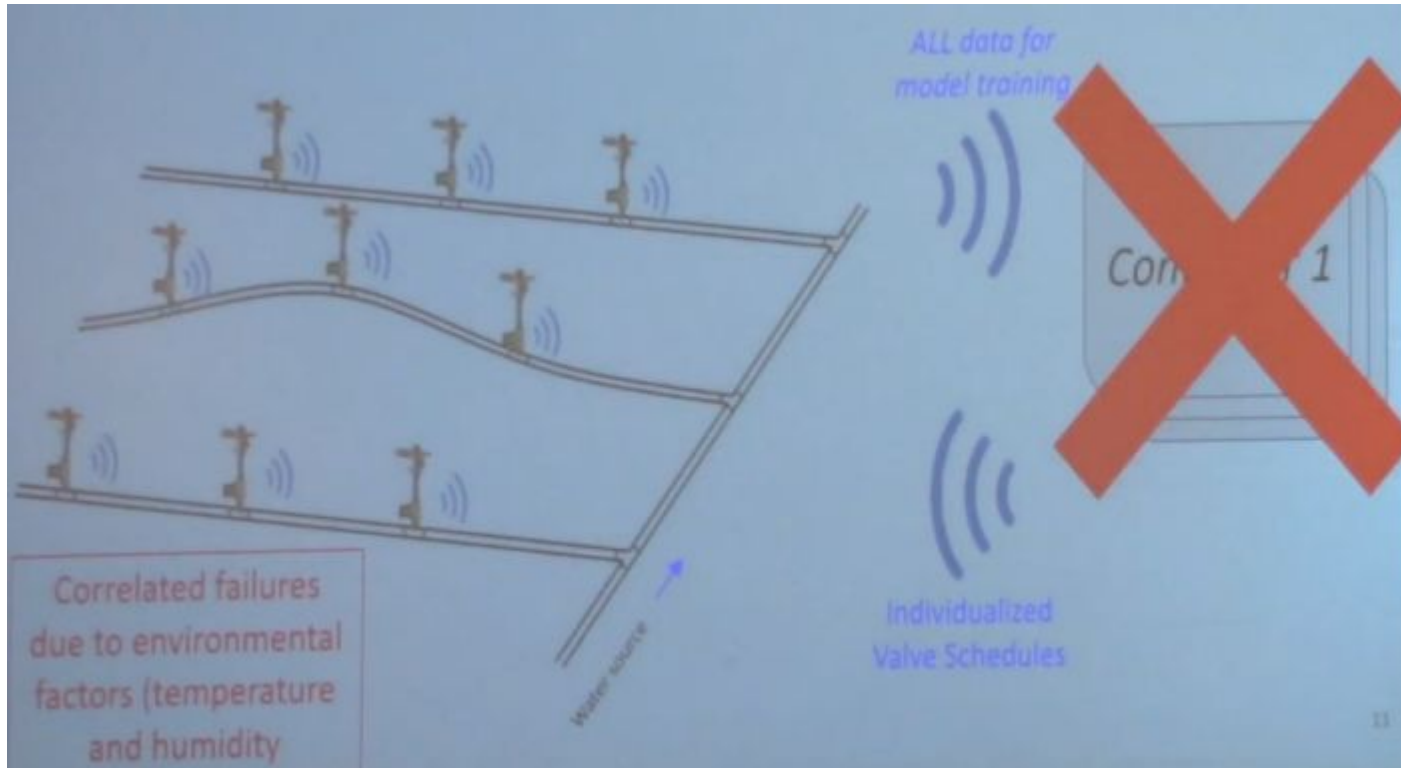 ALL data for
model training
Con 1
Individualized
Valve Schedules
Water source
Correlated failures
due to environmental
factors (temperature
and humidity
11